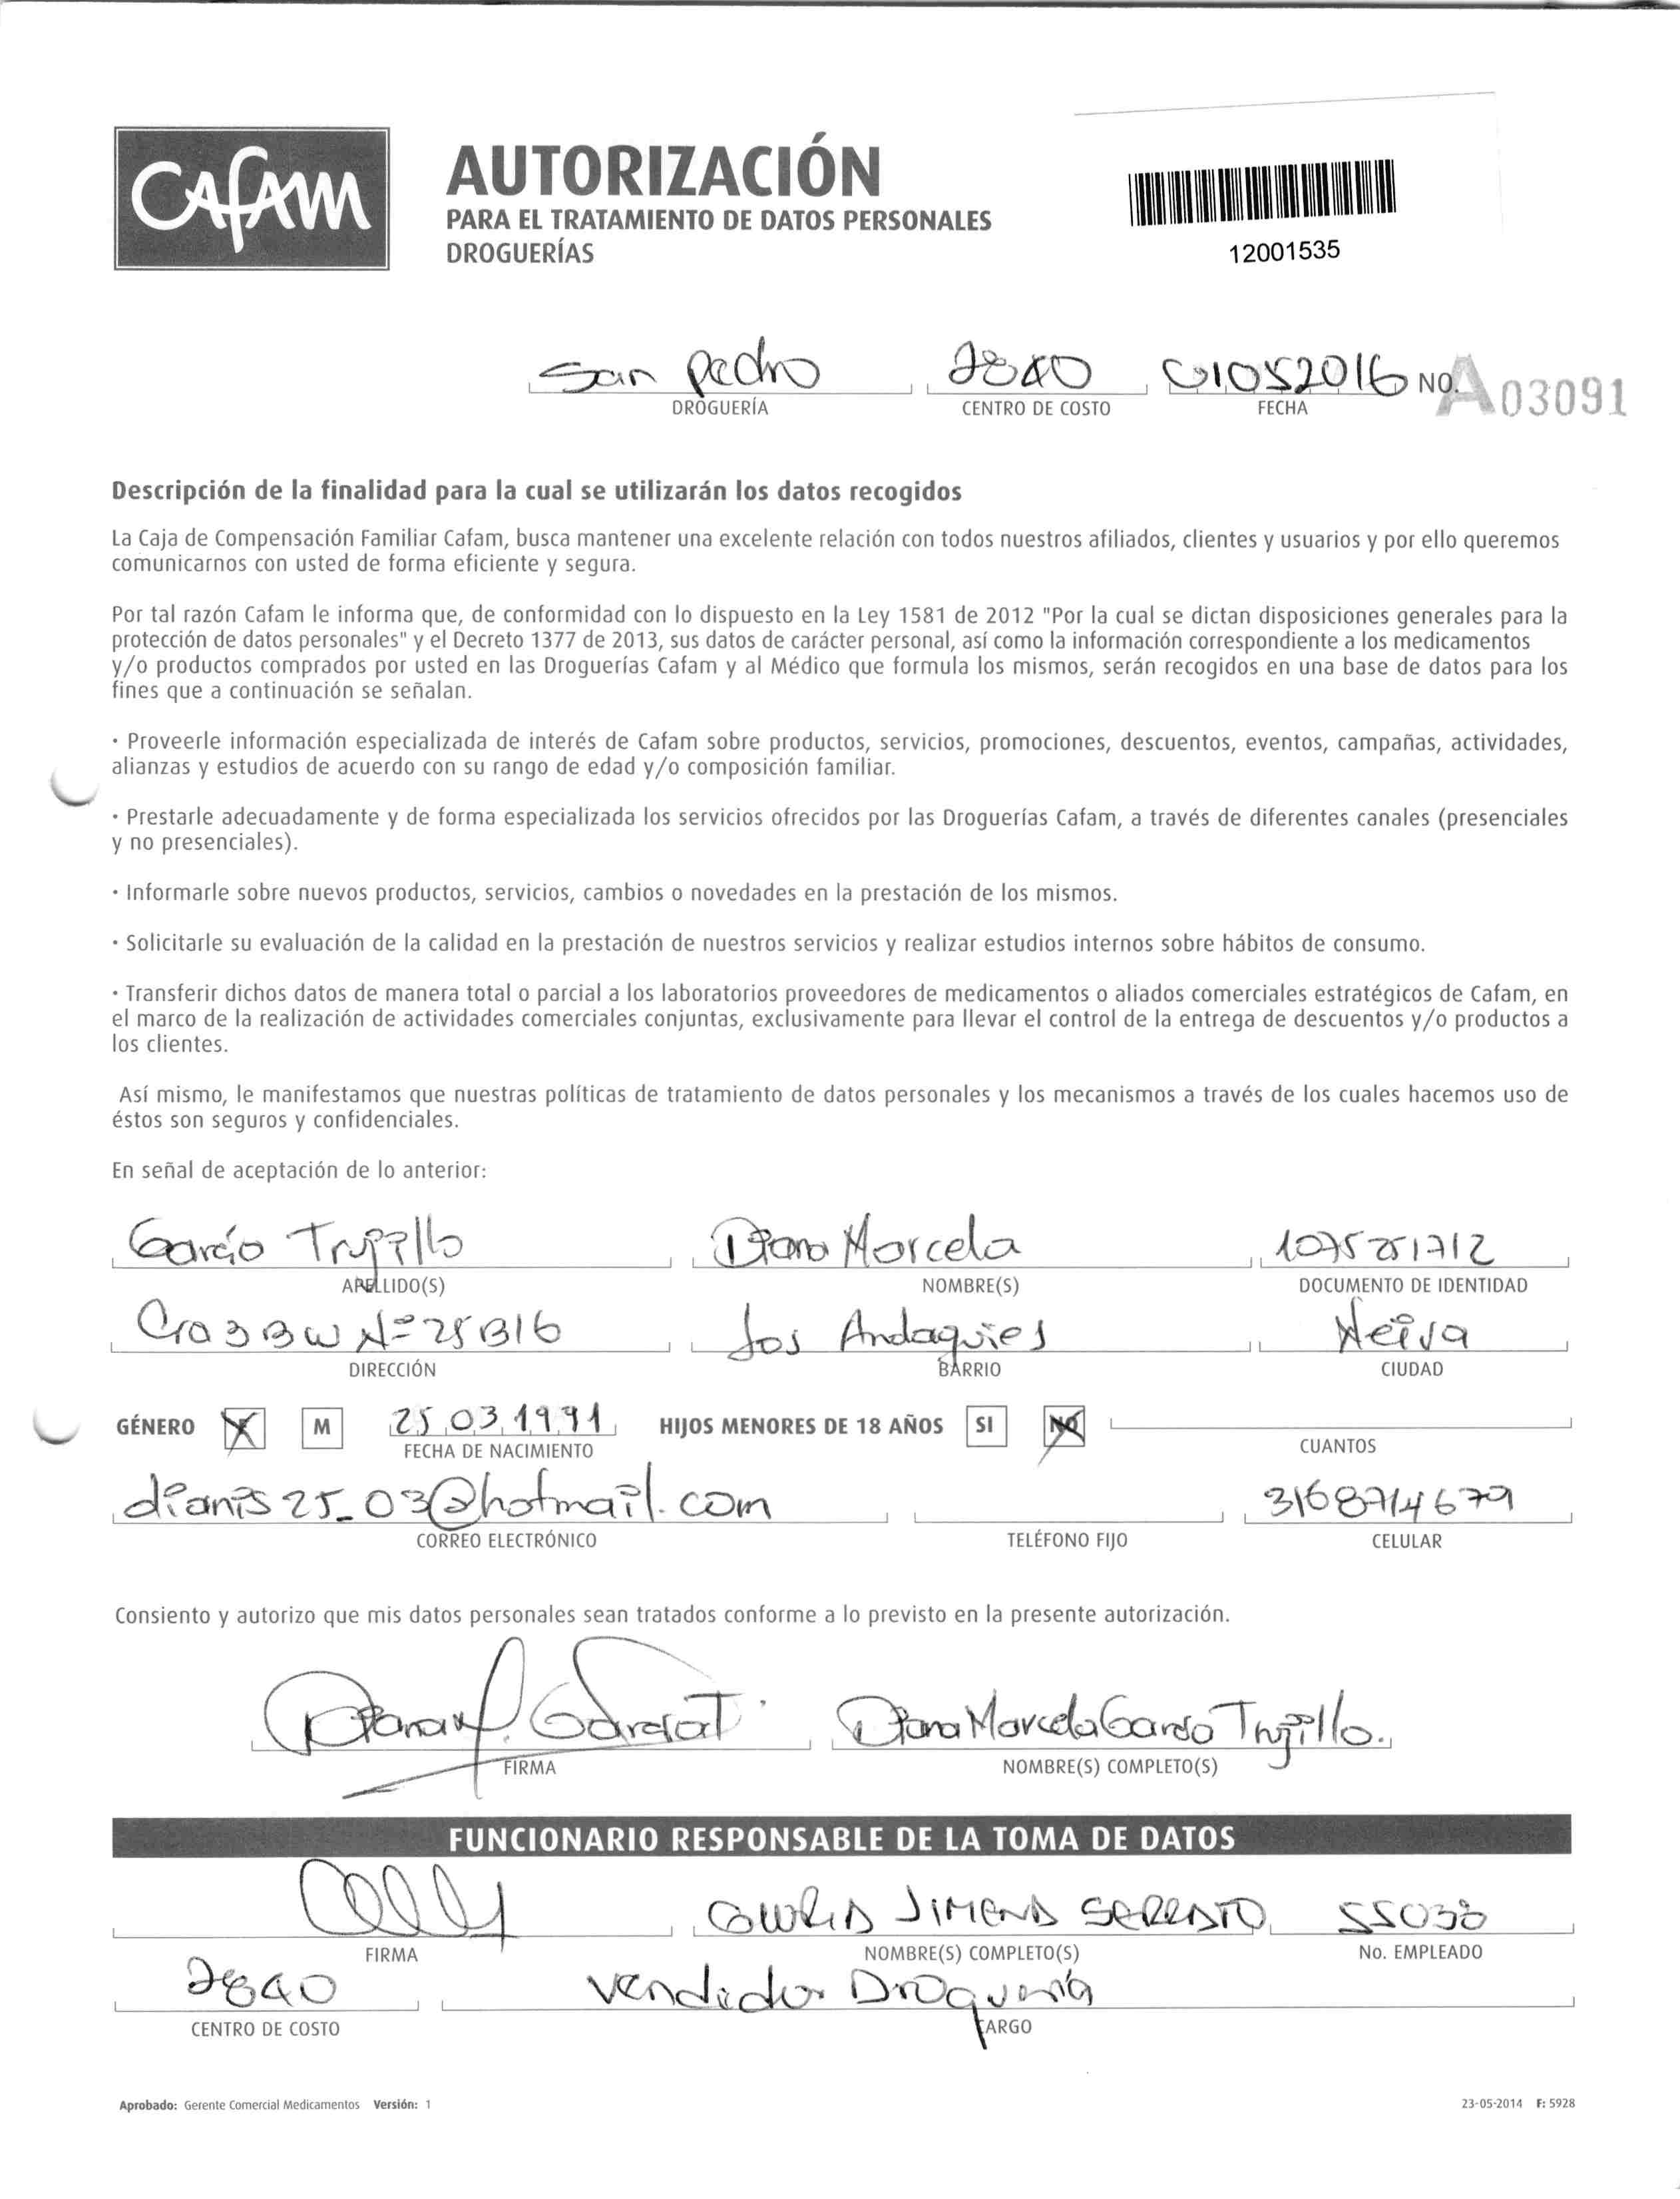 CAFAM
AUTORIZACIÓN
PARA EL TRATAMIENTO DE DATOS PERSONALES
DROGUERÍAS
12001535
San Pedro 2840 01052016 NO. A03091
DROGUERÍA CENTRO DE COSTO FECHA
Descripción de la finalidad para la cual se utilizarán los datos recogidos
La Caja de Compensación Familiar Cafam, busca mantener una excelente relación con todos nuestros afiliados, clientes y usuarios y por ello queremos
comunicarnos con usted de forma eficiente y segura.
Por tal razón Cafam le informa que, de conformidad con lo dispuesto en la Ley 1581 de 2012 "Por la cual se dictan disposiciones generales para la
protección de datos personales" y el Decreto 1377 de 2013, sus datos de carácter personal, así como la información correspondiente a los medicamentos
y/o productos comprados por usted en las Droguerías Cafam y al Médico que formula los mismos, serán recogidos en una base de datos para los
fines que a continuación se señalan.
· Proveerle información especializada de interés de Cafam sobre productos, servicios, promociones, descuentos, eventos, campañas, actividades,
alianzas y estudios de acuerdo con su rango de edad y/o composición familiar.
· Prestarle adecuadamente y de forma especializada los servicios ofrecidos por las Droguerías Cafam, a través de diferentes canales (presenciales
y no presenciales).
· Informarle sobre nuevos productos, servicios, cambios o novedades en la prestación de los mismos.
· Solicitarle su evaluación de la calidad en la prestación de nuestros servicios y realizar estudios internos sobre hábitos de consumo.
· Transferir dichos datos de manera total o parcial a los laboratorios proveedores de medicamentos o aliados comerciales estratégicos de Cafam, en
el marco de la realización de actividades comerciales conjuntas, exclusivamente para llevar el control de la entrega de descuentos y/o productos a
los clientes.
Así mismo, le manifestamos que nuestras políticas de tratamiento de datos personales y los mecanismos a través de los cuales hacemos uso de
éstos son seguros y confidenciales.
En señal de aceptación de lo anterior:
García Trujillo Diana Marcela
APELLIDO(S) NOMBRE(S) DOCUMENTO DE IDENTIDAD
Cra 3 B W Nº 25 B 16 Los Andaquies Neiva
DIRECCIÓN BARRIO CIUDAD
GÉNERO M 25 03 1991 HIJOS MENORES DE 18 AÑOS SI NO
FECHA DE NACIMIENTO CUANTOS
dianis25_03@hotmail.com 3168714679
CORREO ELECTRÓNICO TELÉFONO FIJO CELULAR
Consiento y autorizo que mis datos personales sean tratados conforme a lo previsto en la presente autorización.
Diana M. Garcia T. Diana Marcela Garcia Trujillo.
FIRMA NOMBRE(S) COMPLETO(S)
FUNCIONARIO RESPONSABLE DE LA TOMA DE DATOS
JIMENA SERRATO 55038
FIRMA NOMBRE(S) COMPLETO(S) No. EMPLEADO
2840 Vendedor Droguería
CENTRO DE COSTO CARGO
Aprobado: Gerente Comercial Medicamentos Versión: 1 23-05-2014 F: 5928